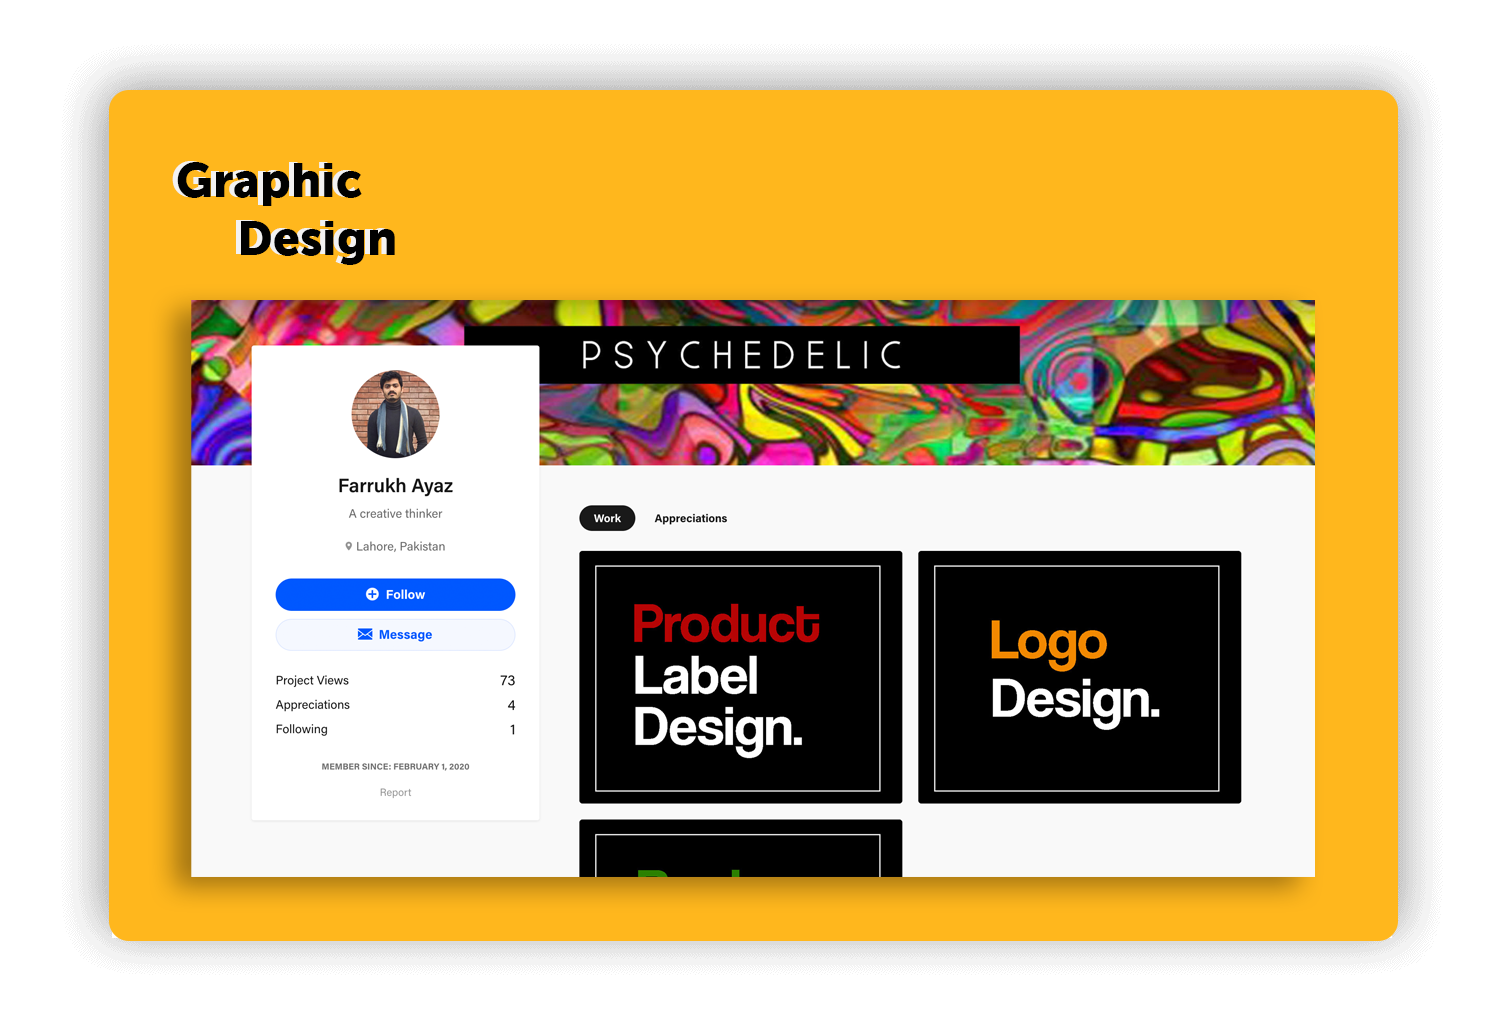 Graphic
Design
PSYCHEDELIC
Farrukh Ayaz
A creative thinker
Lahore, Pakistan
Follow
Message
Project Views 73
Appreciations 4
Following 1
MEMBER SINCE: FEBRUARY 1, 2020
Report
Work Appreciations
Product
Label
Design.
Logo
Design.